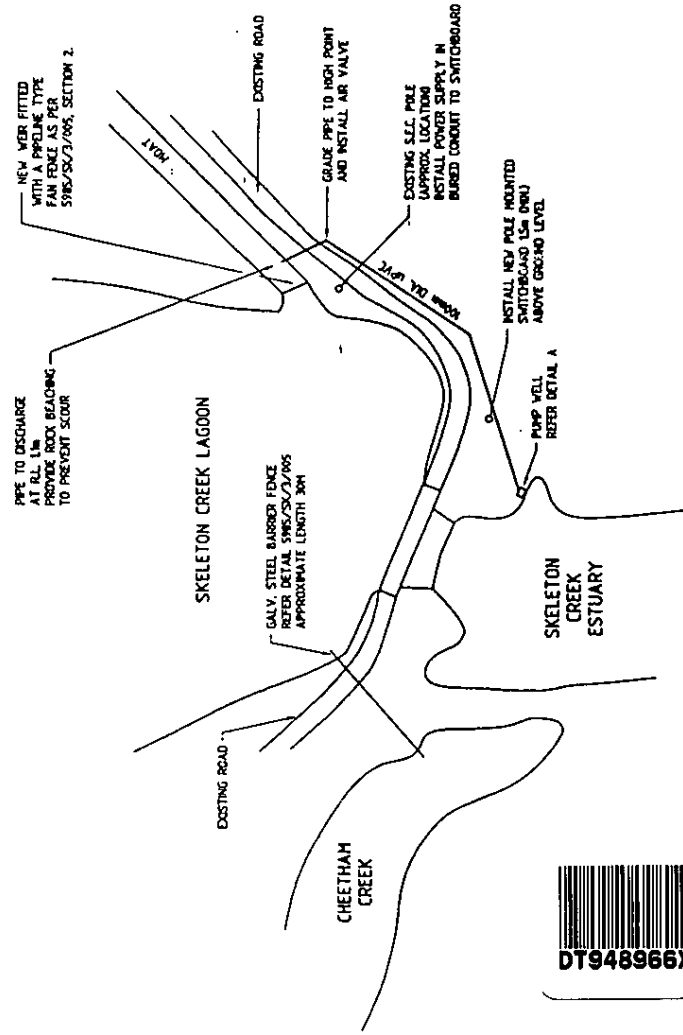 NEW WEIR FITTED
WITH A PIPELINE TYPE
FAN FENCE AS PER
S985/SK/3/005, SECTION 2.
MOAT
EXISTING ROAD
GRADE PIPE TO HIGH POINT
AND INSTALL AIR VALVE
EXISTING S.E.C. POLE
(APPROX. LOCATION)
INSTALL POWER SUPPLY IN
BURIED CONDUIT TO SWITCHBOARD
100mm DIA. uPVC
INSTALL NEW POLE MOUNTED
SWITCHBOARD 1.5m (MIN)
ABOVE GROUND LEVEL
PUMP WELL
REFER DETAIL A
PIPE TO DISCHARGE
AT R.L. 1.1m
PROVIDE ROCK BEACHING
TO PREVENT SCOUR
SKELETON CREEK LAGOON
GALV. STEEL BARRIER FENCE
REFER DETAIL S985/SK/3/005
APPROXIMATE LENGTH 30M
EXISTING ROAD
SKELETON
CREEK
ESTUARY
CHEETHAM
CREEK